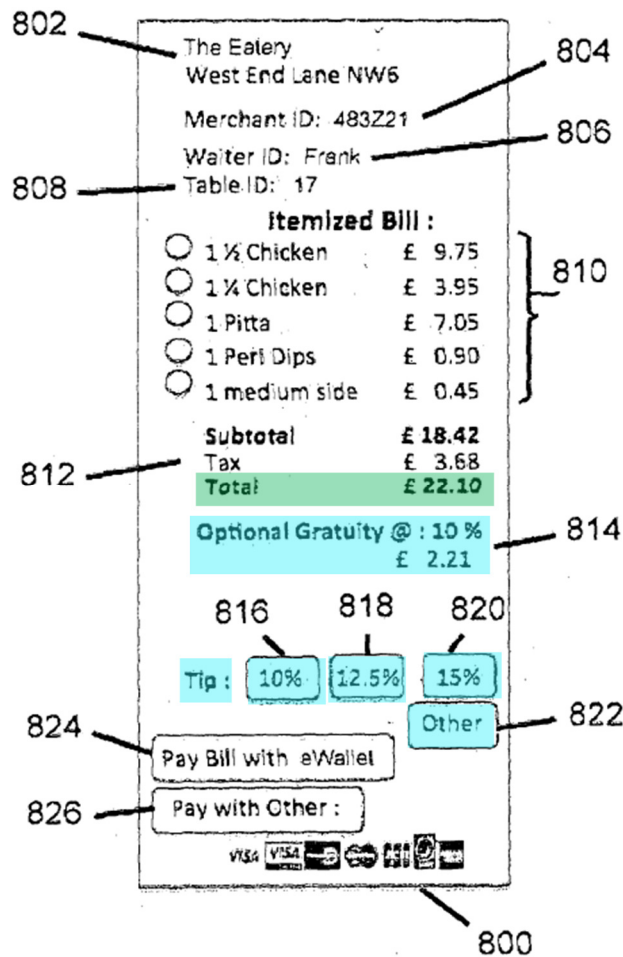 802
The Eatery
West End Lane NW6
804
Merchant ID: 483Z21
806
Waiter ID: Frank
808
Table ID: 17
Itemized Bill :
1 ½ Chicken £ 9.75
1 ¼ Chicken £ 3.95
810
1 Pitta £ 7.05
1 Peri Dips £ 0.90
1 medium side £ 0.45
Subtotal £ 18.42
812
Tax £ 3.68
Total £ 22.10
Optional Gratuity @ : 10 %
814
£ 2.21
816 818 820
Tip : 10% 12.5% 15%
824
Other
822
Pay Bill with eWallet
826
Pay with Other :
VISA VISA
800